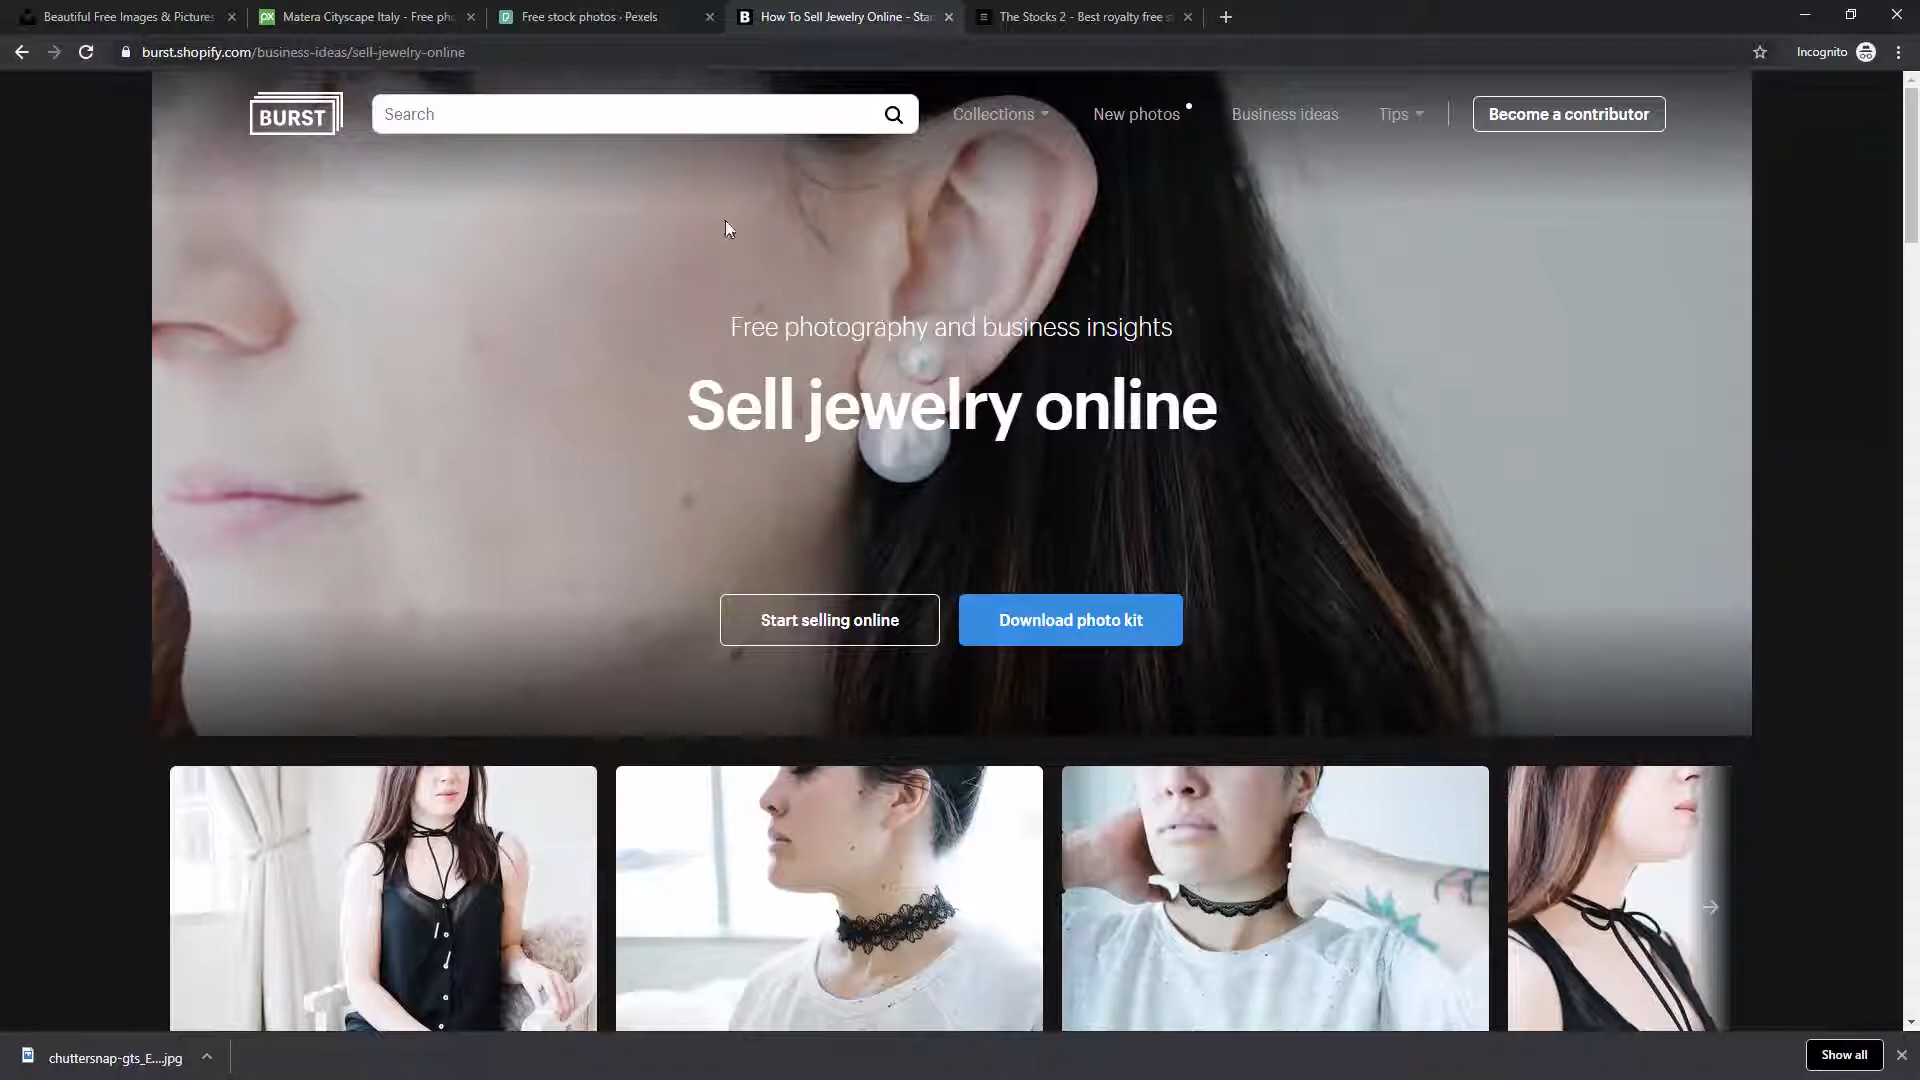 Beautiful Free Images & Pictures
Matera Cityscape Italy - Free pho
Free stock photos · Pexels
B How To Sell Jewelry Online - Star
The Stocks 2 - Best royalty free s
burst.shopify.com/business-ideas/sell-jewelry-online
Incognito
BURST
Search
Collections
New photos
Business ideas
Tips
Become a contributor
Free photography and business insights
Sell jewelry online
Start selling online
Download photo kit
chuttersnap-gts_E....jpg
Show all